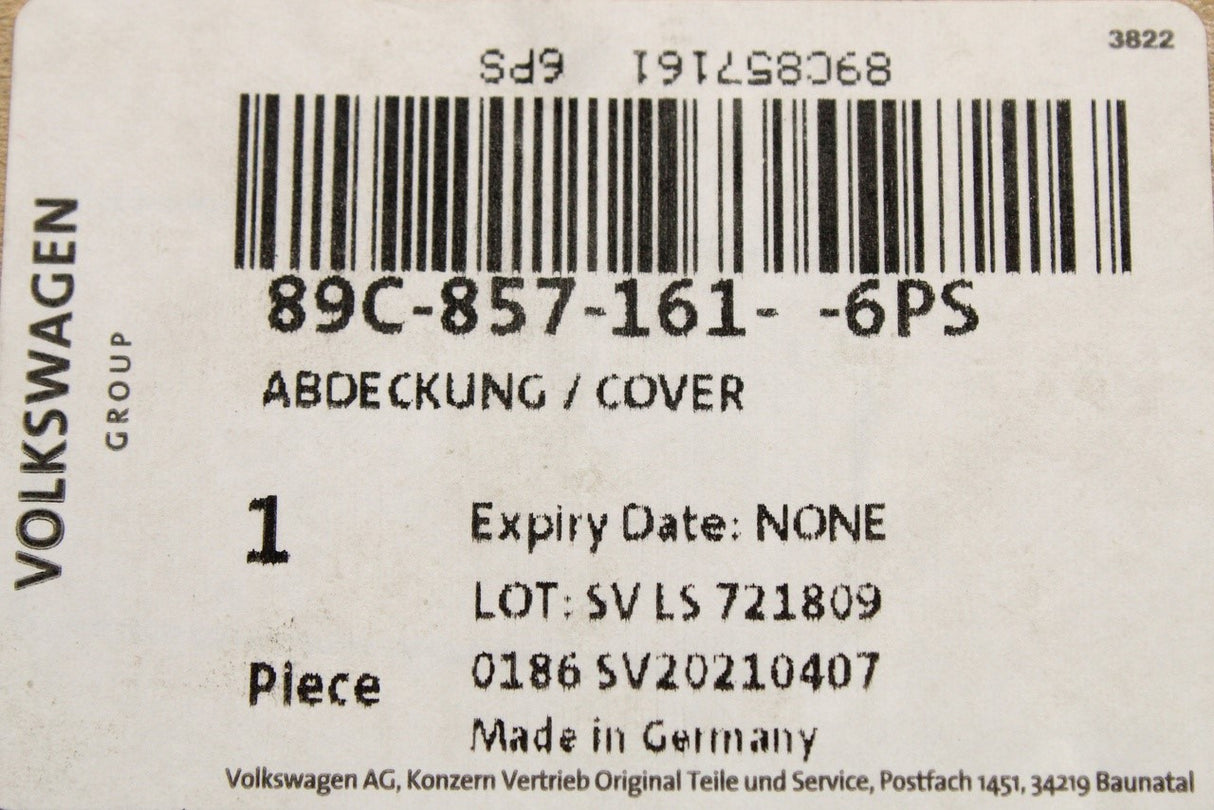 3822
89C857161 6PS
89C-857-161- -6PS
ABDECKUNG / COVER
VOLKSWAGEN
GROUP
1
Piece
Expiry Date: NONE
LOT: SV LS 721809
0186 SV20210407
Made in Germany
Volkswagen AG, Konzern Vertrieb Original Teile und Service, Postfach 1451, 34219 Baunatal